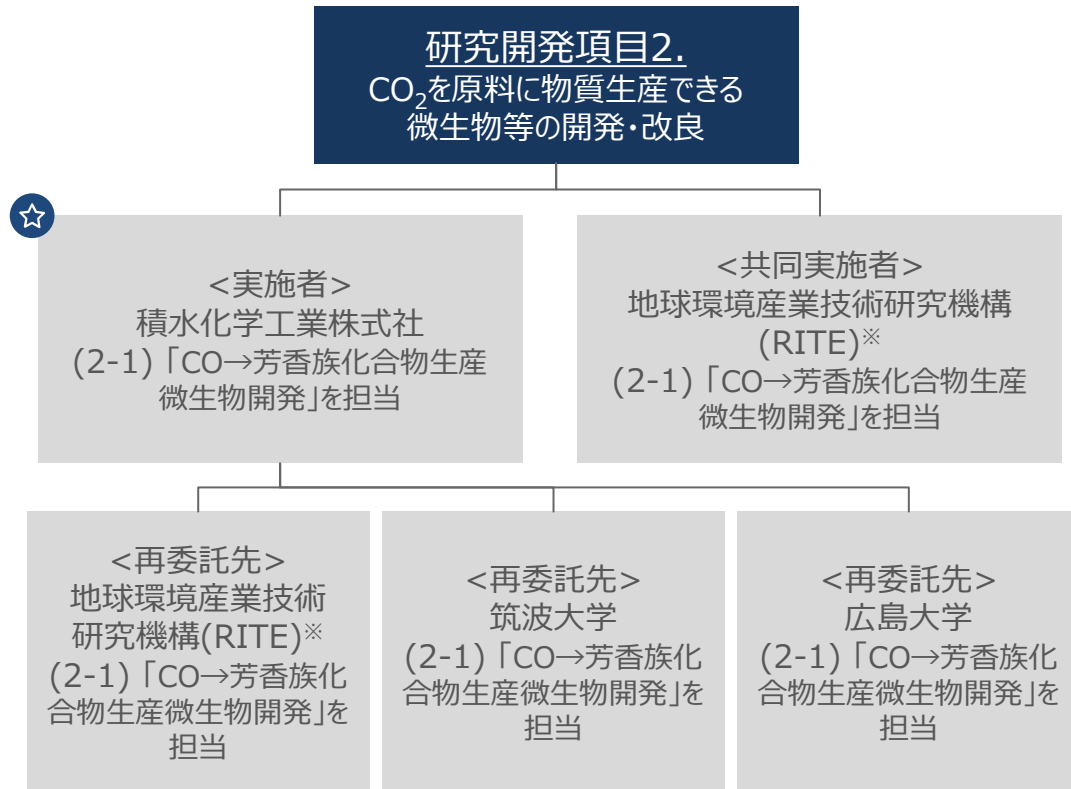 研究開発項目2.
CO₂を原料に物質生産できる
微生物等の開発・改良
<実施者>
積水化学工業株式会社
(2-1)「CO→芳香族化合物生産
微生物開発」を担当
<共同実施者>
地球環境産業技術研究機構
(RITE)※
(2-1)「CO→芳香族化合物生産
微生物開発」を担当
<再委託先>
地球環境産業技術
研究機構(RITE)※
(2-1)「CO→芳香族化
合物生産微生物開発」を
担当
<再委託先>
筑波大学
(2-1)「CO→芳香族化
合物生産微生物開発」を
担当
<再委託先>
広島大学
(2-1)「CO→芳香族化
合物生産微生物開発」を
担当